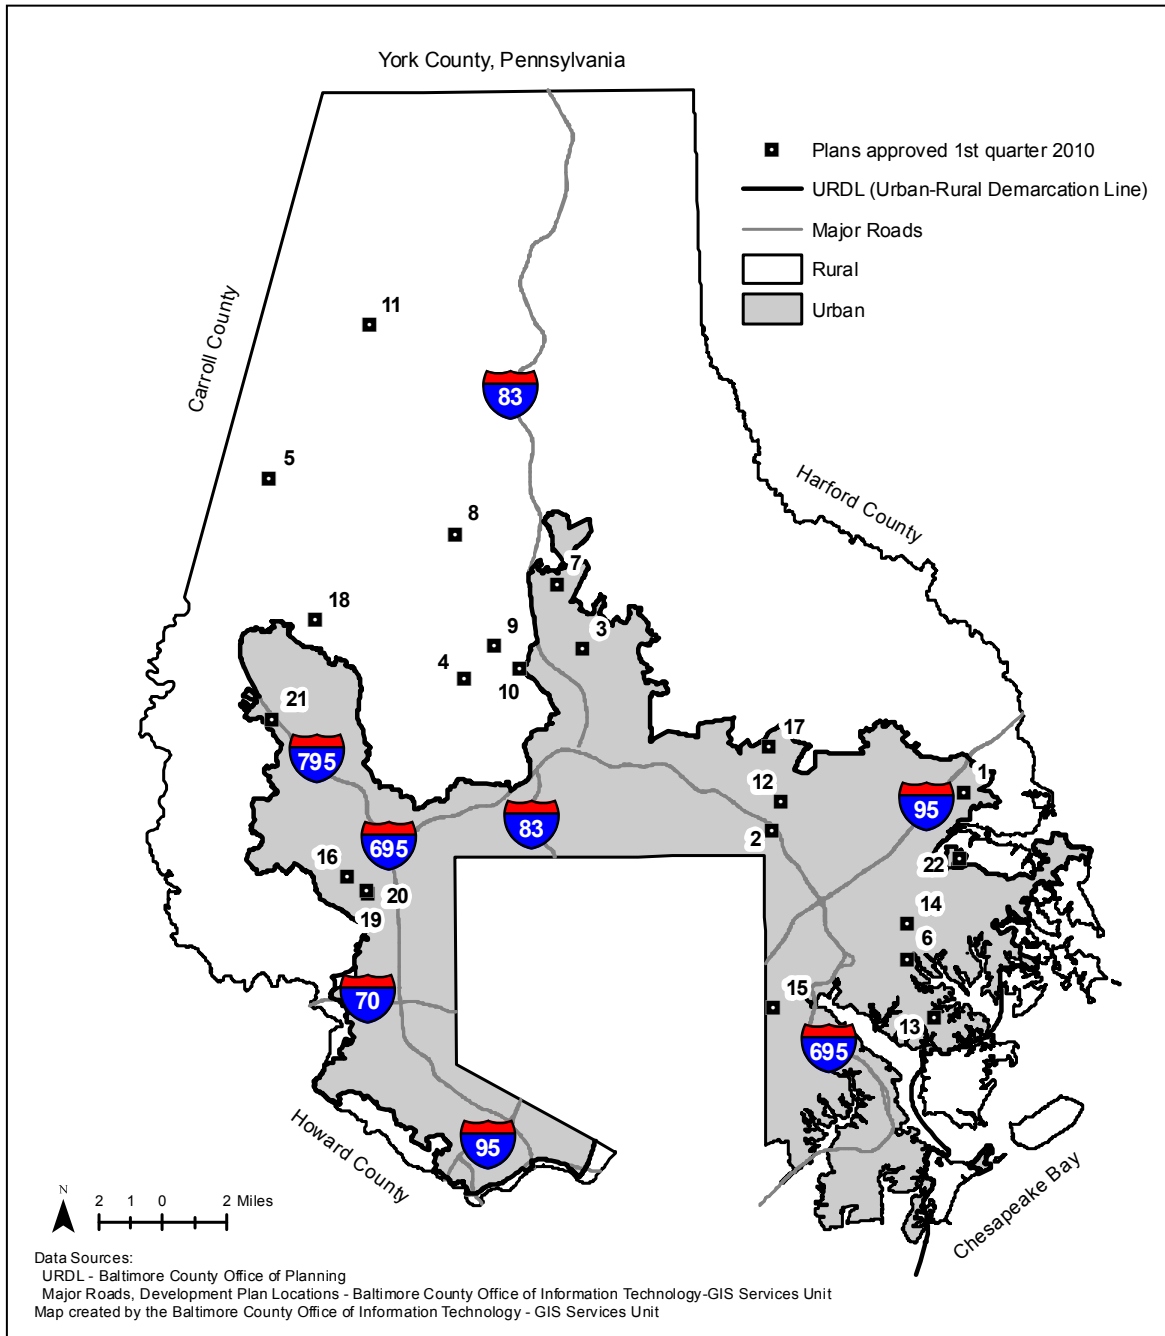 York County, Pennsylvania
Plans approved 1st quarter 2010
URDL (Urban-Rural Demarcation Line)
Major Roads
Rural
Urban
Carroll County
11
83
5
Harford County
8
7
18
9
3
4
10
21
17
795
12
1
95
83
2
695
16
22
20
19
14
6
70
15
13
695
Howard County
95
Chesapeake Bay
N
2 1 0 2 Miles
Data Sources:
URDL - Baltimore County Office of Planning
Major Roads, Development Plan Locations - Baltimore County Office of Information Technology-GIS Services Unit
Map created by the Baltimore County Office of Information Technology - GIS Services Unit